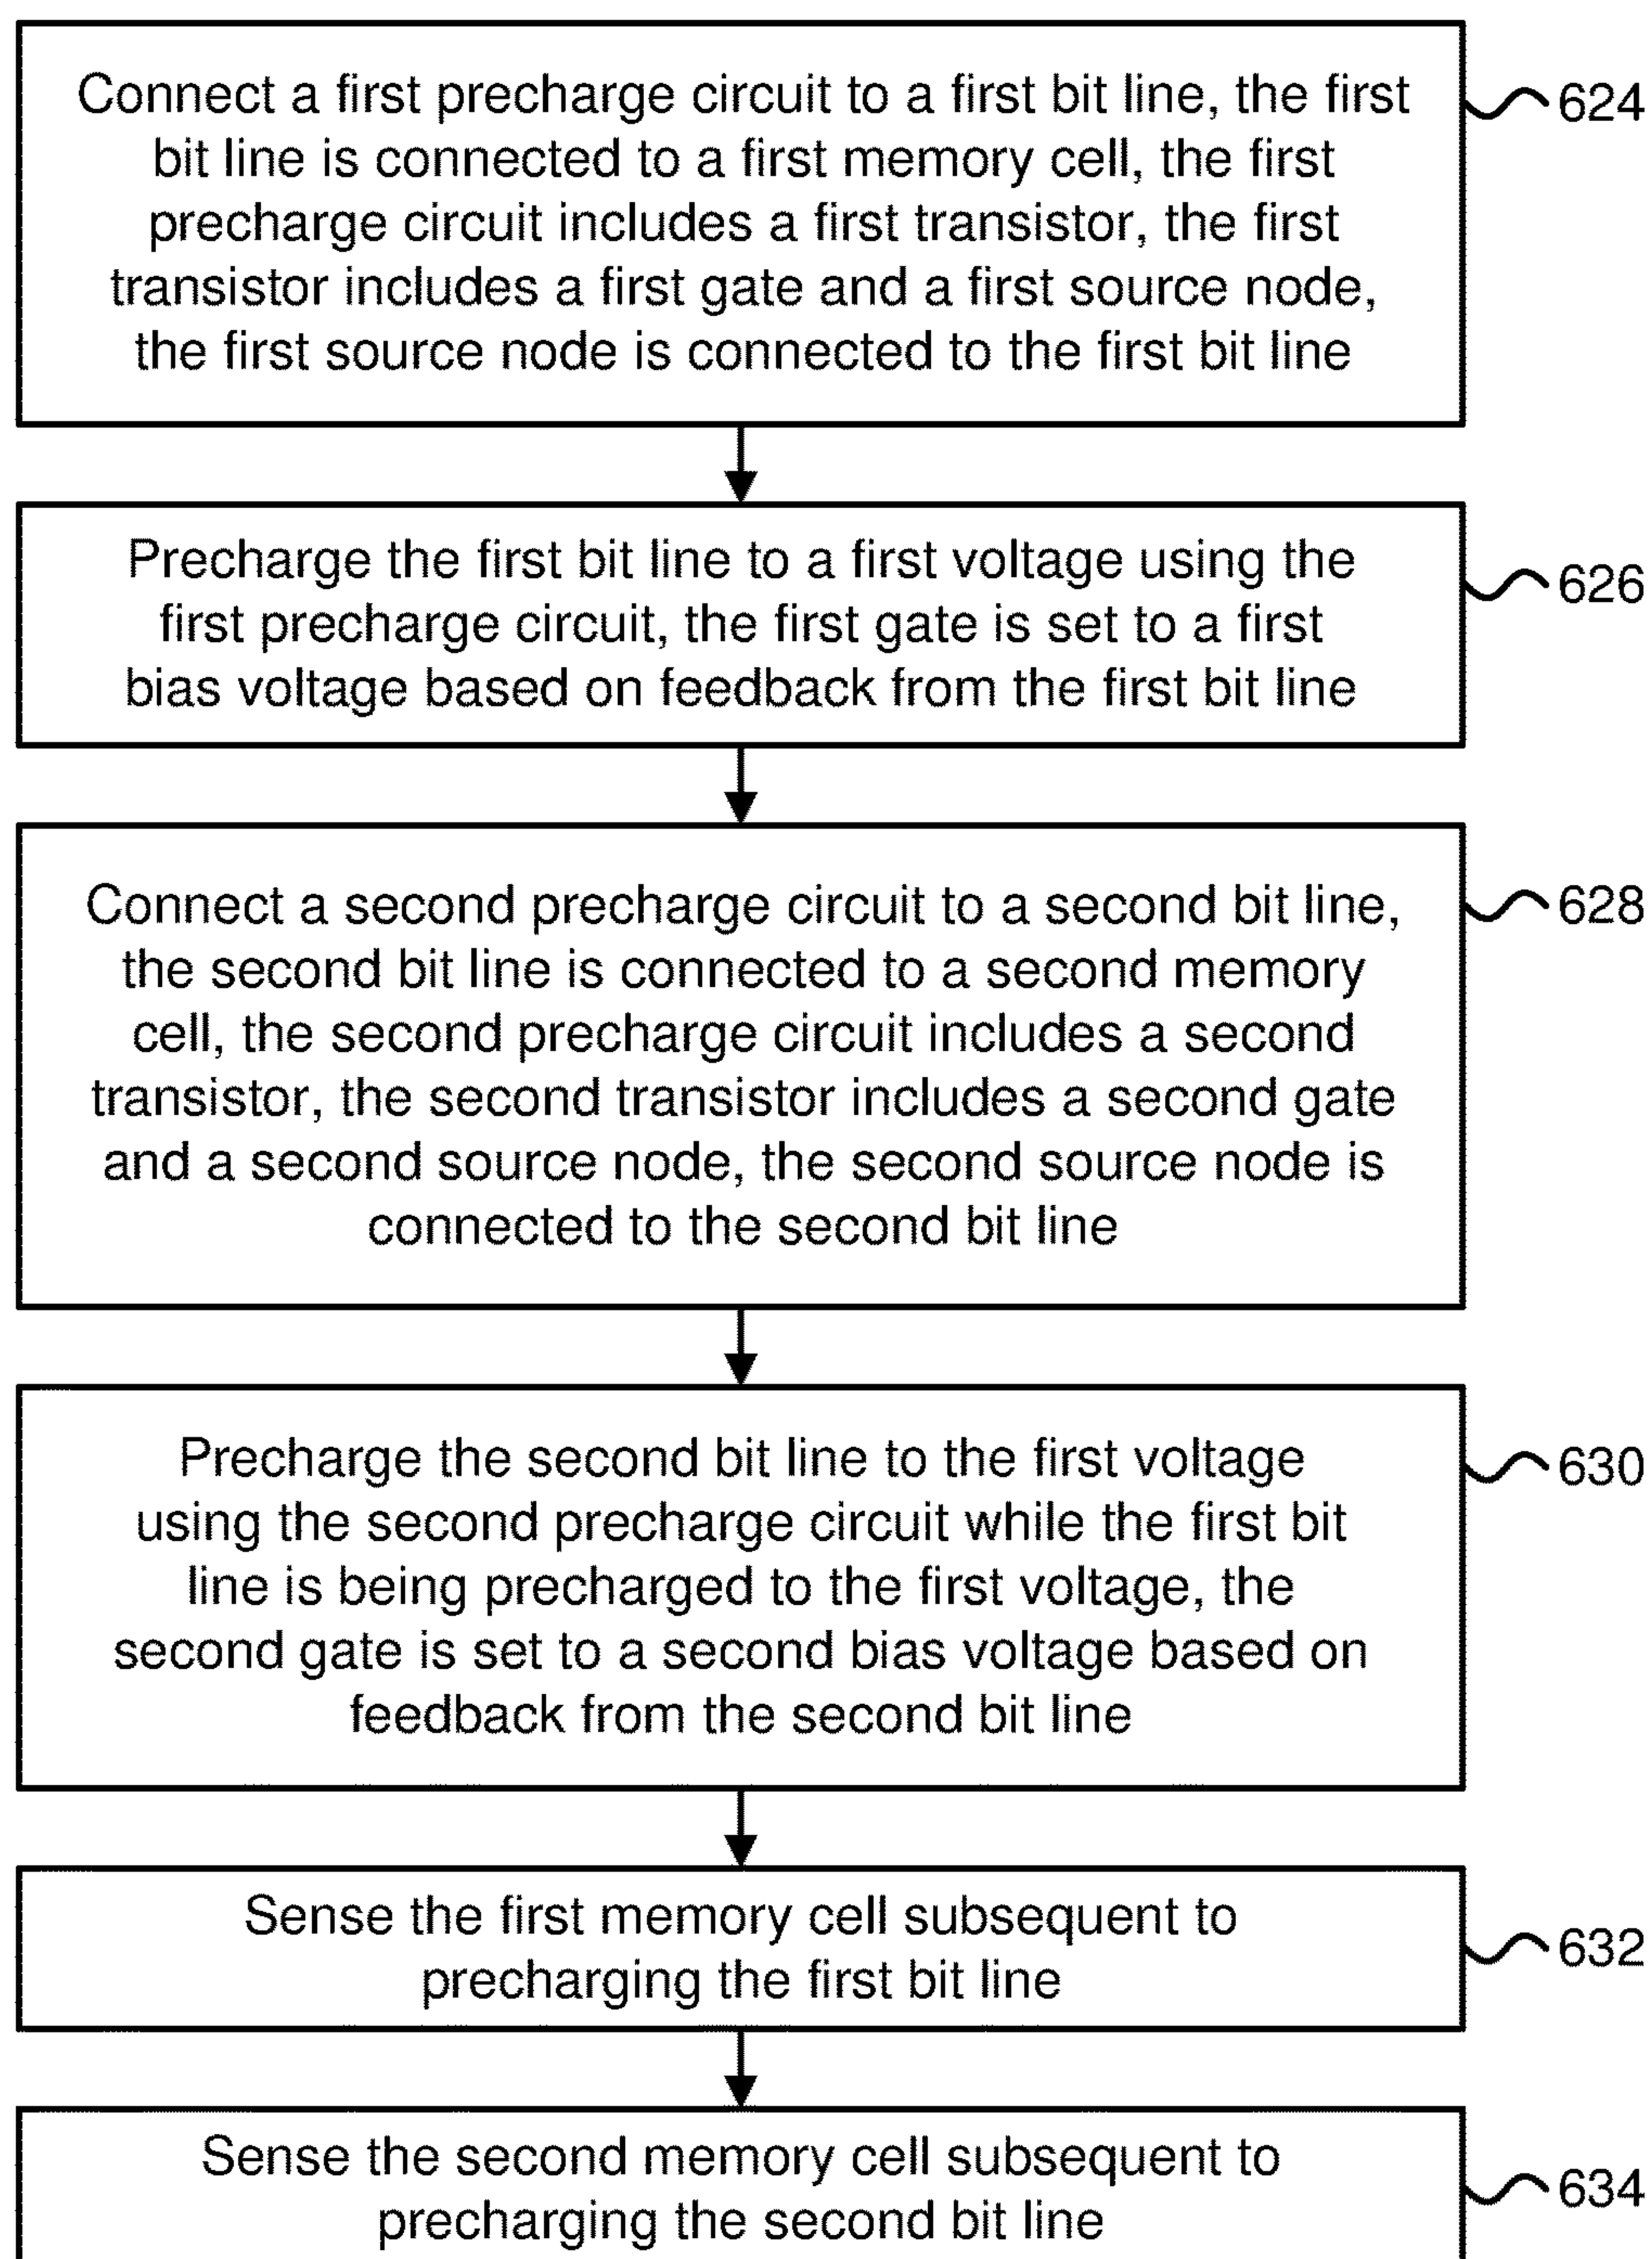 Connect a first precharge circuit to a first bit line, the first
bit line is connected to a first memory cell, the first
precharge circuit includes a first transistor, the first
transistor includes a first gate and a first source node,
the first source node is connected to the first bit line
624
Precharge the first bit line to a first voltage using the
first precharge circuit, the first gate is set to a first
bias voltage based on feedback from the first bit line
626
Connect a second precharge circuit to a second bit line,
the second bit line is connected to a second memory
cell, the second precharge circuit includes a second
transistor, the second transistor includes a second gate
and a second source node, the second source node is
connected to the second bit line
628
Precharge the second bit line to the first voltage
using the second precharge circuit while the first bit
line is being precharged to the first voltage, the
second gate is set to a second bias voltage based on
feedback from the second bit line
630
Sense the first memory cell subsequent to
precharging the first bit line
632
Sense the second memory cell subsequent to
precharging the second bit line
634